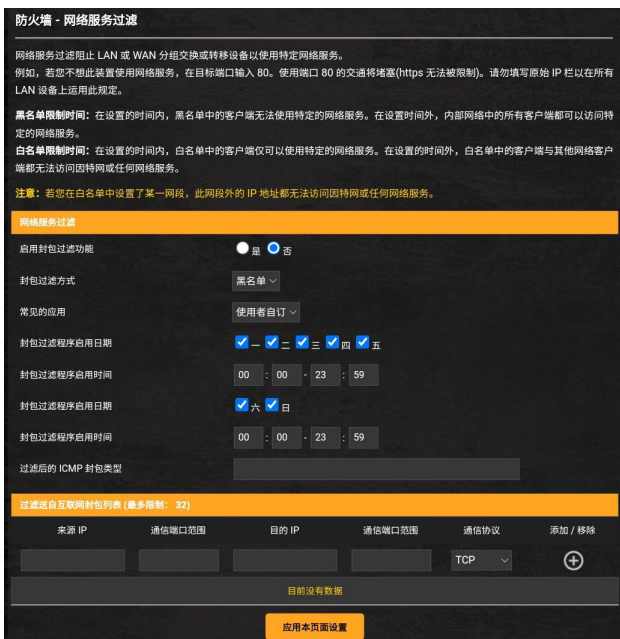 防火墙 - 网络服务过滤
网络服务过滤阻止 LAN 或 WAN 分组交换或转移设备以使用特定网络服务。
例如，若您不想此装置使用网络服务，在目标端口输入 80。使用端口 80 的交通将堵塞(https 无法被限制)。请勿填写原始 IP 栏以在所有
LAN 设备上运用此规定。
黑名单限制时间：在设置的时间内，黑名单中的客户端无法使用特定的网络服务。在设置时间外，内部网络中的所有客户端都可以访问特
定的网络服务。
白名单限制时间：在设置的时间内，白名单中的客户端仅可以使用特定的网络服务。在设置的时间外，白名单中的客户端与其他网络客户
端都无法访问因特网或任何网络服务。
注意：若您在白名单中设置了某一网段，此网段外的 IP 地址都无法访问因特网或任何网络服务。
网络服务过滤
启用封包过滤功能 是 否
封包过滤方式 黑名单
常见的应用 使用者自订
封包过滤程序启用日期 一 二 三 四 五
封包过滤程序启用时间 00 : 00 - 23 : 59
封包过滤程序启用日期 六 日
封包过滤程序启用时间 00 : 00 - 23 : 59
过滤后的 ICMP 封包类型
过滤送自互联网封包列表 (最多限制： 32)
来源 IP 通信端口范围 目的 IP 通信端口范围 通信协议 添加 / 移除
TCP
目前没有数据
应用本页面设置